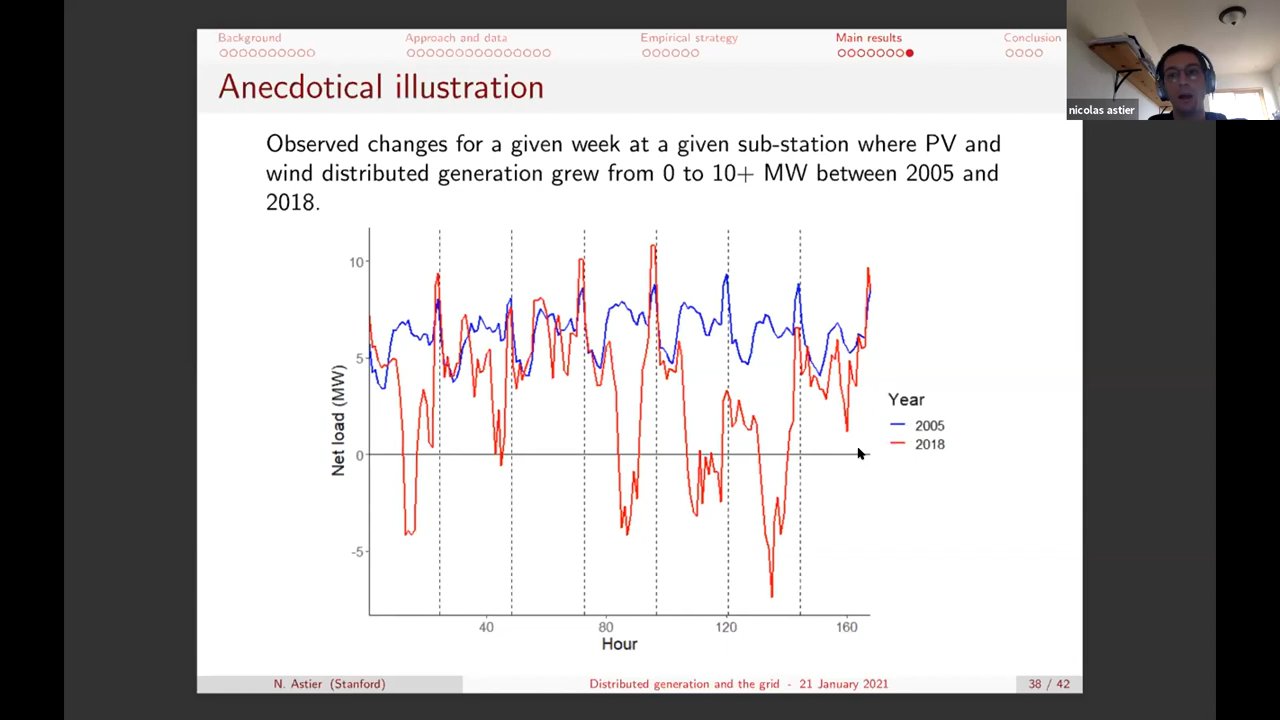 Background
Approach and data
Empirical strategy
Main results
Conclusion
nicolas astier
Anecdotical illustration
Observed changes for a given week at a given sub-station where PV and
wind distributed generation grew from 0 to 10+ MW between 2005 and
2018.
Net load (MW)
10
5
0
-5
40
80
120
160
Hour
Year
2005
2018
N. Astier (Stanford)
Distributed generation and the grid - 21 January 2021
38 / 42